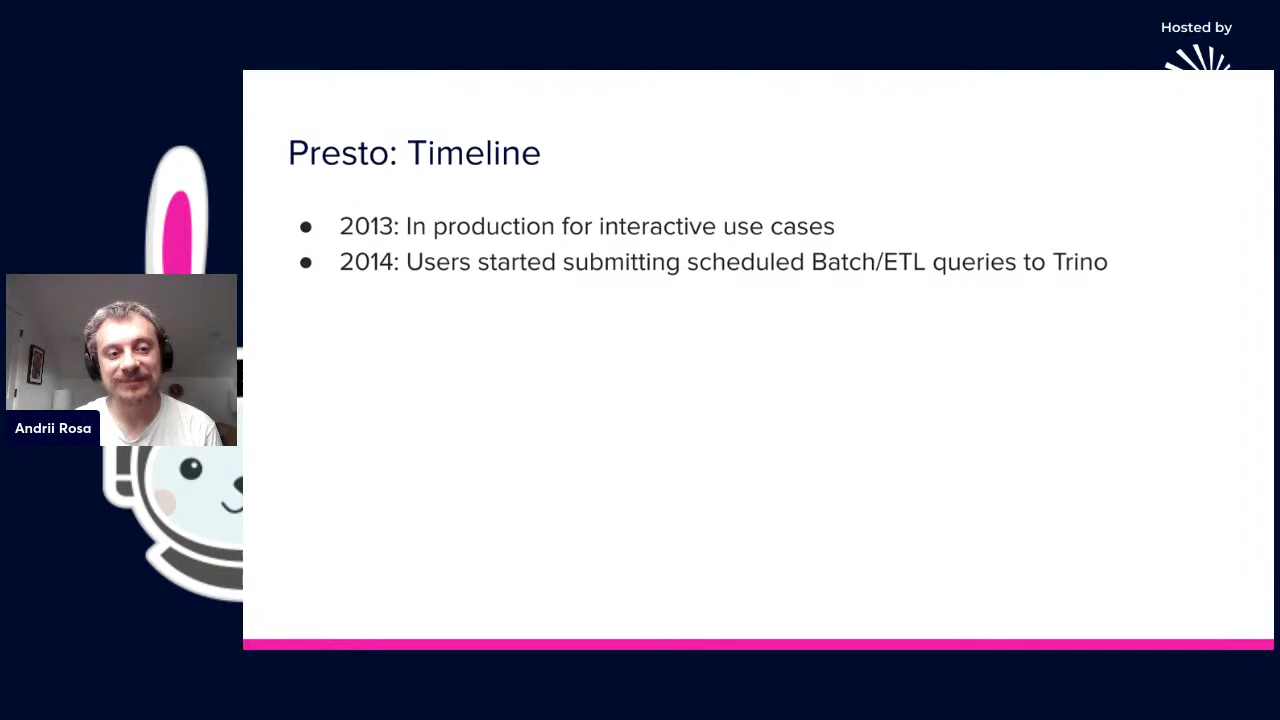 Hosted by
Presto: Timeline
● 2013: In production for interactive use cases
● 2014: Users started submitting scheduled Batch/ETL queries to Trino
Andrii Rosa